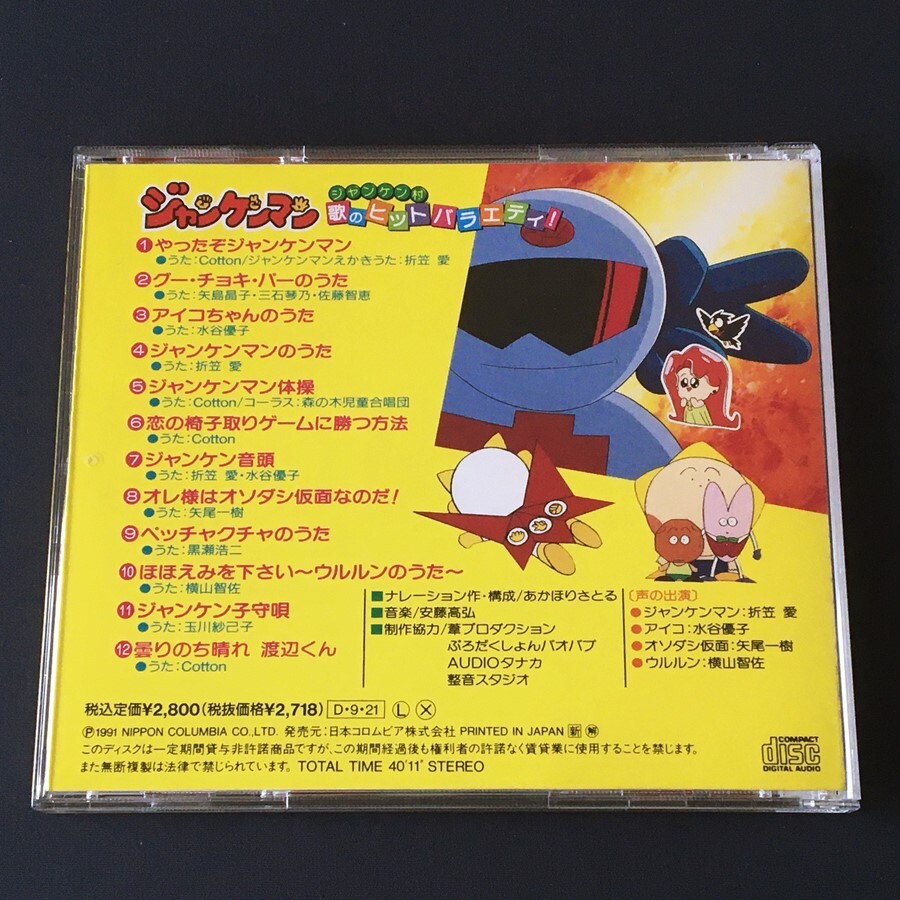 ジャンケンマン
ジャンケン村
歌のヒットバラエティ!
1 やったぞジャンケンマン
●うた:Cotton/ジャンケンマンえかきうた:折笠 愛
2 グー・チョキ・パーのうた
●うた:矢島晶子・三石琴乃・佐藤智恵
3 アイコちゃんのうた
●うた:水谷優子
4 ジャンケンマンのうた
●うた:折笠 愛
5 ジャンケンマン体操
●うた:Cotton/コーラス:森の木児童合唱団
6 恋の椅子取りゲームに勝つ方法
●うた:Cotton
7 ジャンケン音頭
●うた:折笠 愛・水谷優子
8 オレ様はオソダシ仮面なのだ!
●うた:矢尾一樹
9 ペッチャクチャのうた
●うた:黒瀬浩二
10 ほほえみを下さい〜ウルルンのうた〜
●うた:横山智佐
11 ジャンケン子守唄
●うた:玉川紗己子
12 曇りのち晴れ 渡辺くん
●うた:Cotton
■ナレーション作・構成/あかほりさとる
■音楽/安藤高弘
■制作協力/葦プロダクション
ぷろだくしょんバオバブ
AUDIOタナカ
整音スタジオ
〔声の出演〕
●ジャンケンマン:折笠 愛
●アイコ:水谷優子
●オソダシ仮面:矢尾一樹
●ウルルン:横山智佐
税込定価¥2,800(税抜価格¥2,718) D・9・21 Ⓛ Ⓧ
Ⓟ1991 NIPPON COLUMBIA CO.,LTD. 発売元:日本コロムビア株式会社 PRINTED IN JAPAN 新
このディスクは一定期間貸与非許諾商品ですが、この期間経過後も権利者の許諾なく賃貸業に使用することを禁じます。
また無断複製は法律で禁じられています。 TOTAL TIME 40'11" STEREO
COMPACT
disc
DIGITAL AUDIO